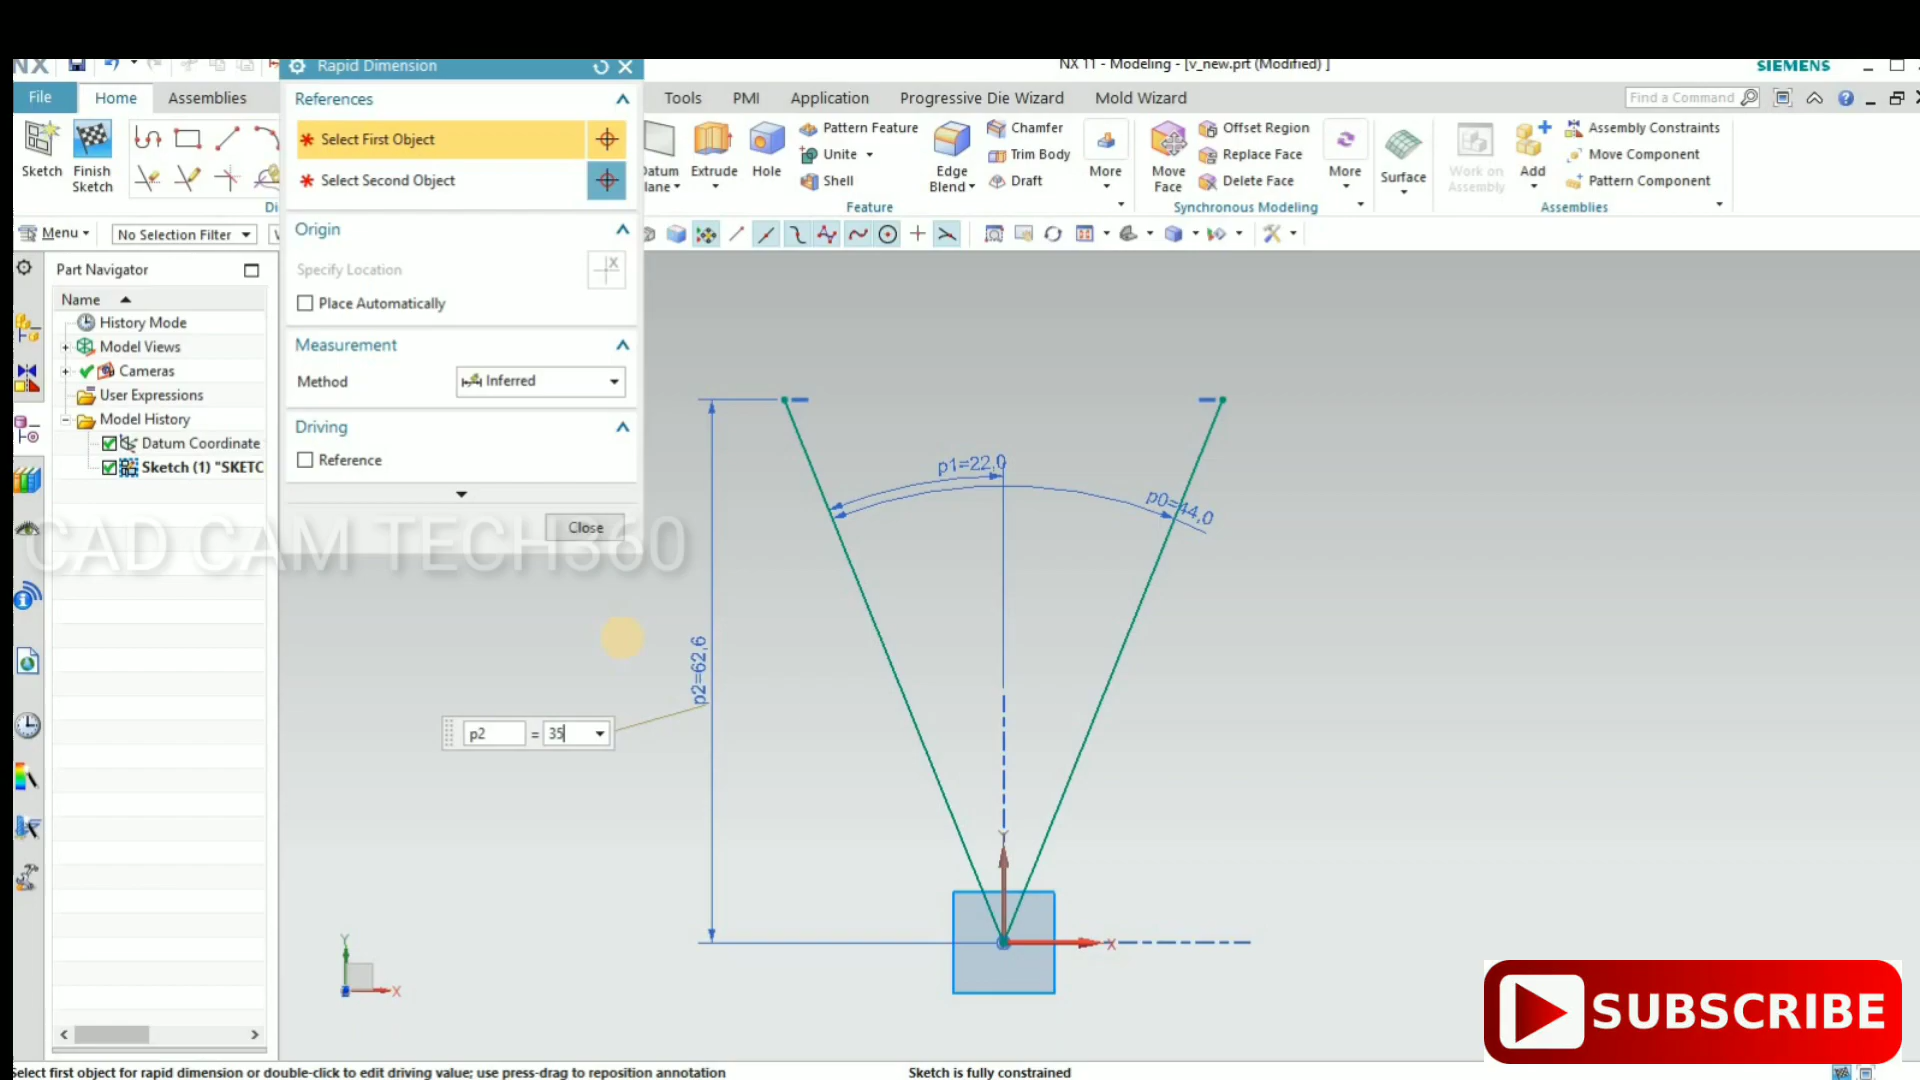 NX
Rapid Dimension
NX 11 - Modeling - [v_new.prt (Modified) ]
SIEMENS
File
Home
Assemblies
References
Tools
PMI
Application
Progressive Die Wizard
Mold Wizard
Find a Command
Select First Object
Select Second Object
Sketch
Finish
Sketch
Extrude
Hole
Pattern Feature
Unite
Shell
Edge
Blend
Chamfer
Trim Body
Draft
More
Move
Face
Offset Region
Replace Face
Delete Face
More
Surface
Work on
Assembly
Add
Assembly Constraints
Move Component
Pattern Component
Feature
Synchronous Modeling
Assemblies
Menu
No Selection Filter
Origin
Specify Location
Place Automatically
Measurement
Method
Inferred
Driving
Reference
Close
Part Navigator
Name
History Mode
Model Views
Cameras
User Expressions
Model History
Datum Coordinate
Sketch (1) "SKETC
CAD CAM TECH360
p1=22,0
p0=44,0
p2=62,6
p2 = 35
Y
X
Y
X
SUBSCRIBE
Select first object for rapid dimension or double-click to edit driving value; use press-drag to reposition annotation
Sketch is fully constrained